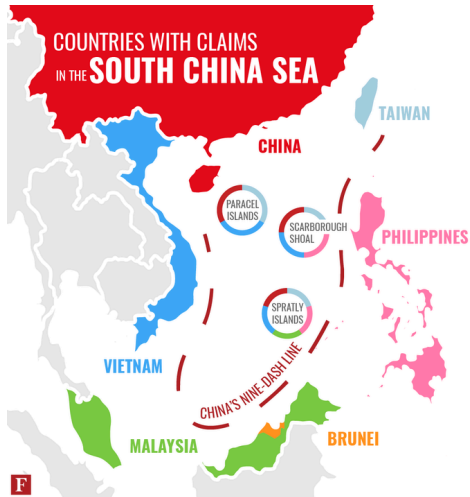 COUNTRIES WITH CLAIMS
IN THE SOUTH CHINA SEA
TAIWAN
CHINA
PARACEL
ISLANDS
SCARBOROUGH
SHOAL
PHILIPPINES
SPRATLY
ISLANDS
CHINA'S NINE-DASH LINE
VIETNAM
MALAYSIA
BRUNEI
F